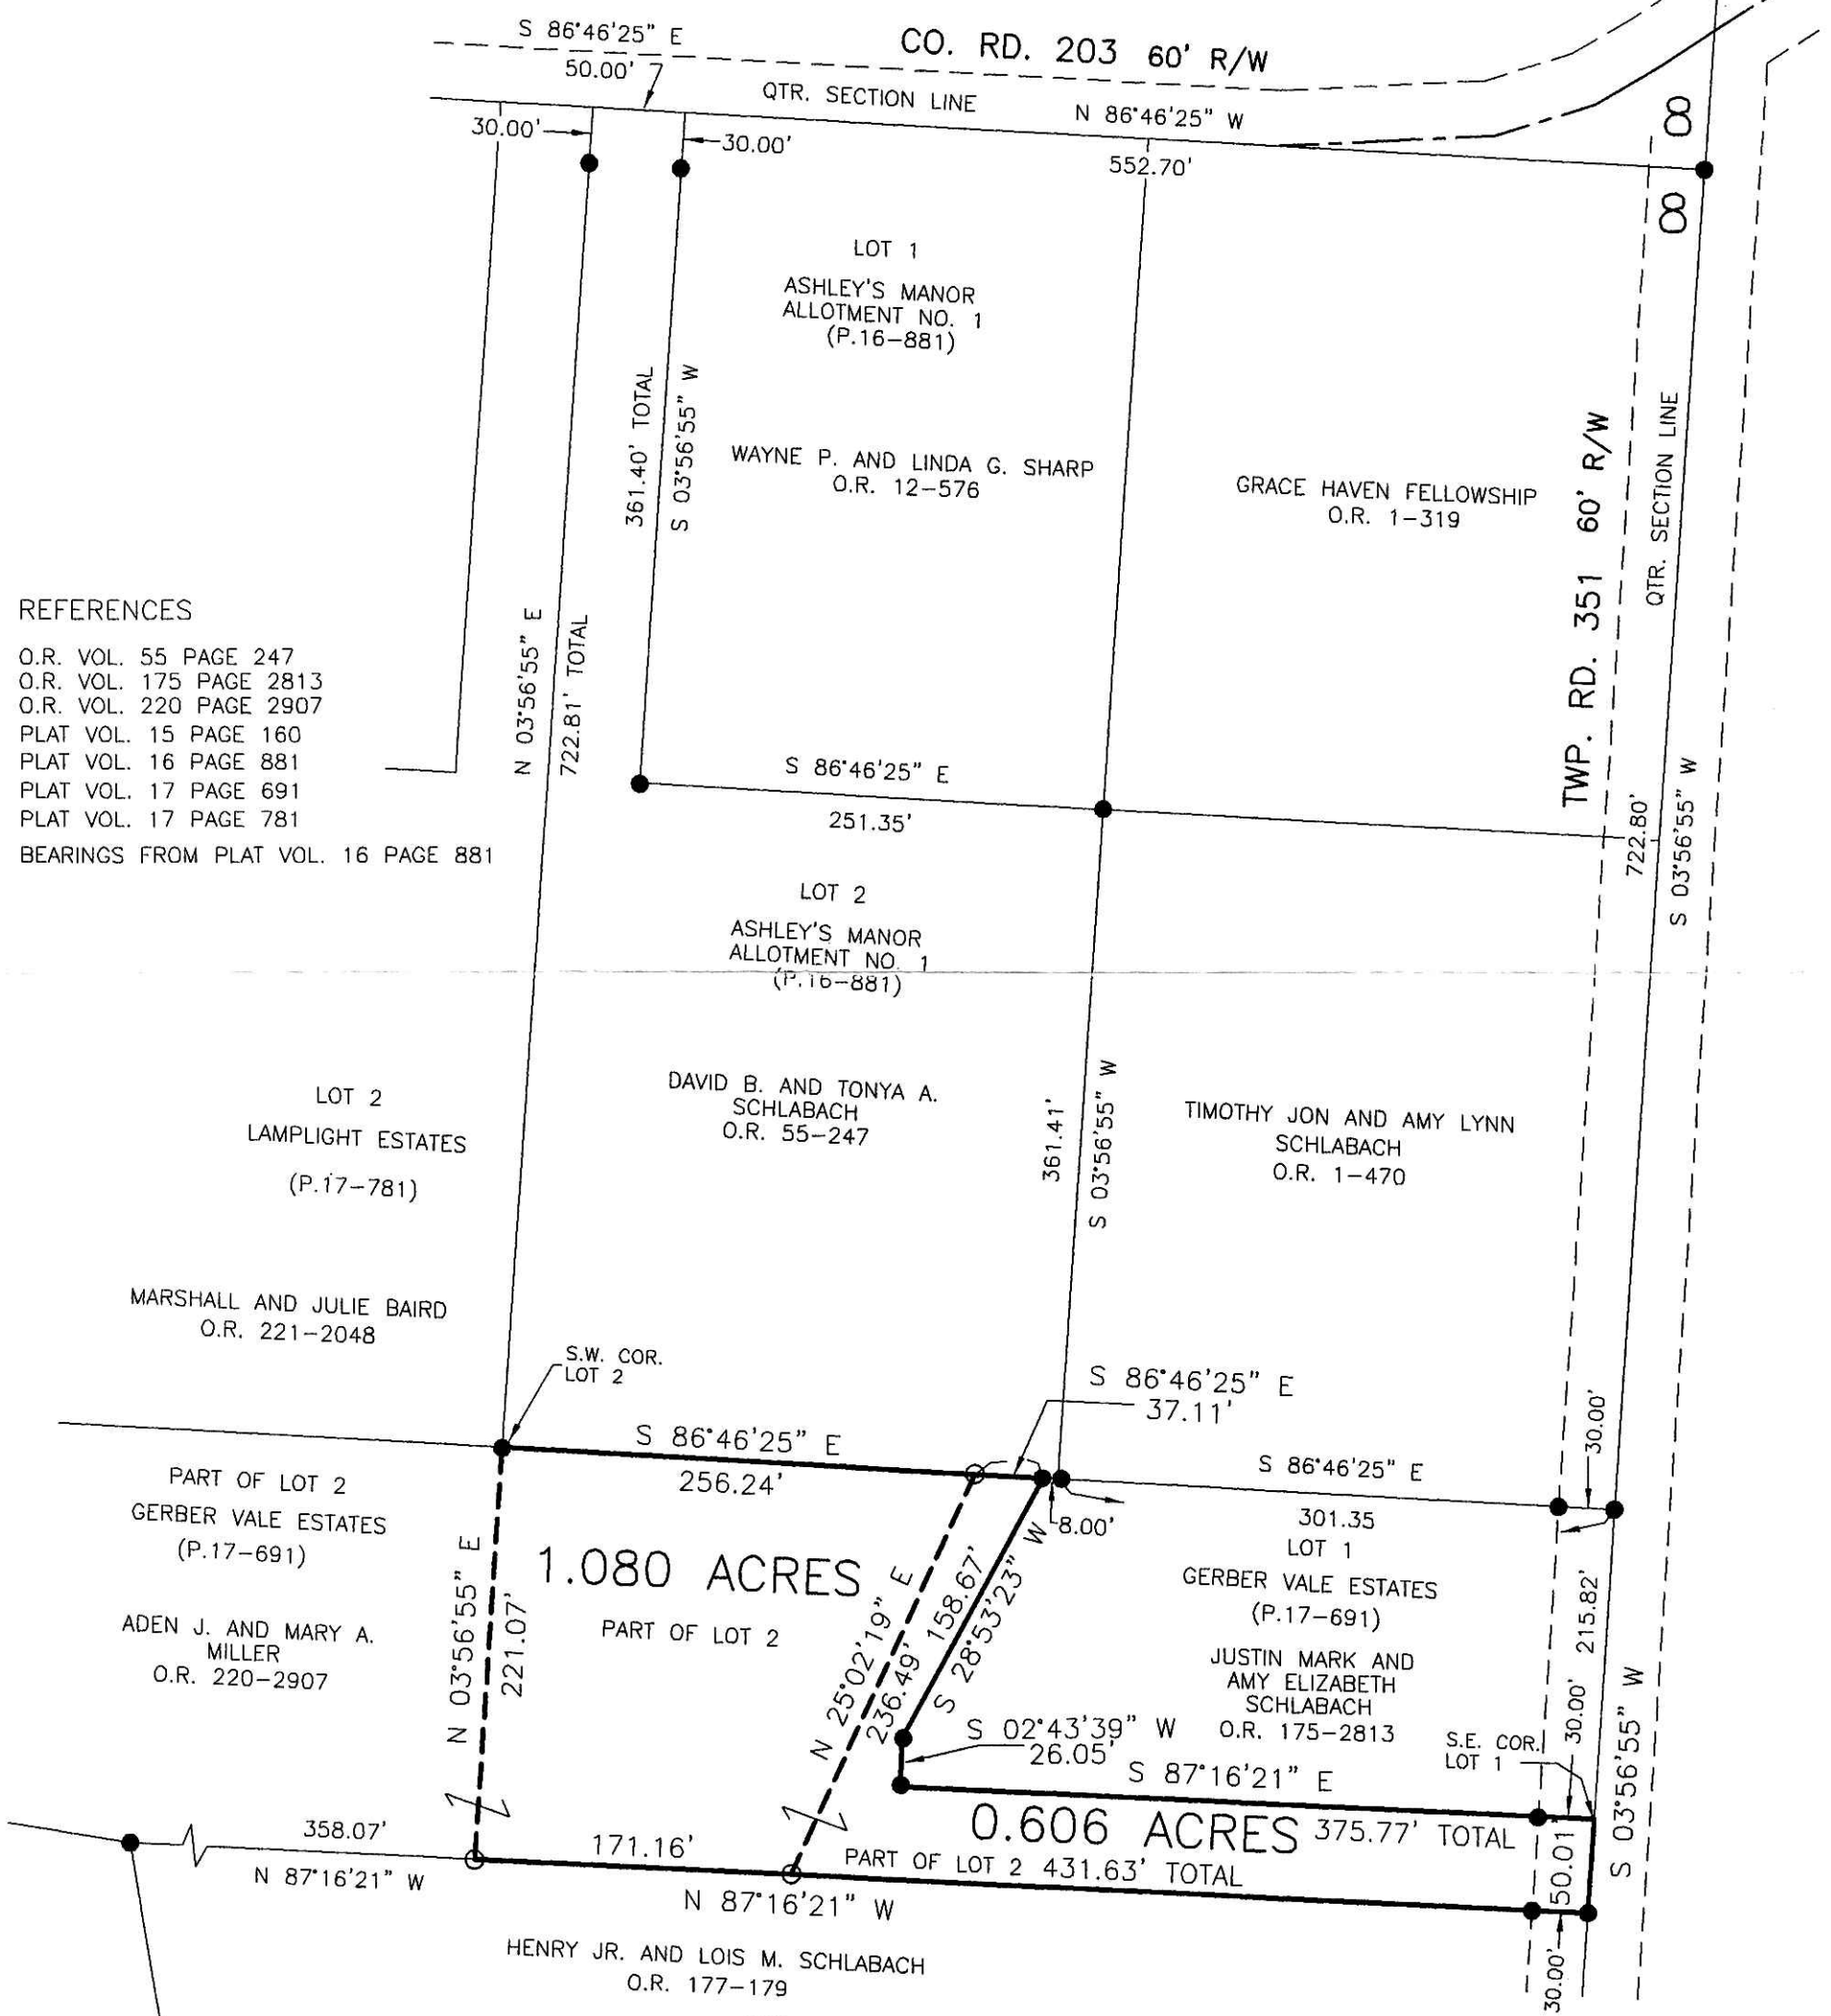 S 86°46'25" E
50.00'
CO. RD. 203 60' R/W
QTR. SECTION LINE
N 86°46'25" W
30.00'
30.00'
552.70'
8
8
LOT 1
ASHLEY'S MANOR
ALLOTMENT NO. 1
(P.16-881)
361.40' TOTAL
S 03°56'55" W
WAYNE P. AND LINDA G. SHARP
O.R. 12-576
GRACE HAVEN FELLOWSHIP
O.R. 1-319
TWP. RD. 351 60' R/W
QTR. SECTION LINE
REFERENCES
O.R. VOL. 55 PAGE 247
O.R. VOL. 175 PAGE 2813
O.R. VOL. 220 PAGE 2907
PLAT VOL. 15 PAGE 160
PLAT VOL. 16 PAGE 881
PLAT VOL. 17 PAGE 691
PLAT VOL. 17 PAGE 781
BEARINGS FROM PLAT VOL. 16 PAGE 881
N 03°56'55" E
722.81' TOTAL
S 86°46'25" E
251.35'
722.80'
S 03°56'55" W
LOT 2
ASHLEY'S MANOR
ALLOTMENT NO. 1
(P.16-881)
DAVID B. AND TONYA A.
SCHLABACH
O.R. 55-247
361.41'
S 03°56'55" W
TIMOTHY JON AND AMY LYNN
SCHLABACH
O.R. 1-470
LOT 2
LAMPLIGHT ESTATES
(P.17-781)
MARSHALL AND JULIE BAIRD
O.R. 221-2048
S.W. COR.
LOT 2
S 86°46'25" E
37.11'
30.00'
S 86°46'25" E
256.24'
S 86°46'25" E
301.35
8.00'
PART OF LOT 2
GERBER VALE ESTATES
(P.17-691)
ADEN J. AND MARY A.
MILLER
O.R. 220-2907
N 03°56'55" E
221.07'
1.080 ACRES
PART OF LOT 2
N 25°02'19" E
236.49'
158.67'
S 28°53'23" W
LOT 1
GERBER VALE ESTATES
(P.17-691)
JUSTIN MARK AND
AMY ELIZABETH
SCHLABACH
O.R. 175-2813
215.82'
30.00'
S.E. COR.
LOT 1
S 03°56'55" W
S 02°43'39" W
26.05'
S 87°16'21" E
0.606 ACRES
375.77' TOTAL
PART OF LOT 2 431.63' TOTAL
50.01'
30.00'
358.07'
N 87°16'21" W
171.16'
N 87°16'21" W
HENRY JR. AND LOIS M. SCHLABACH
O.R. 177-179